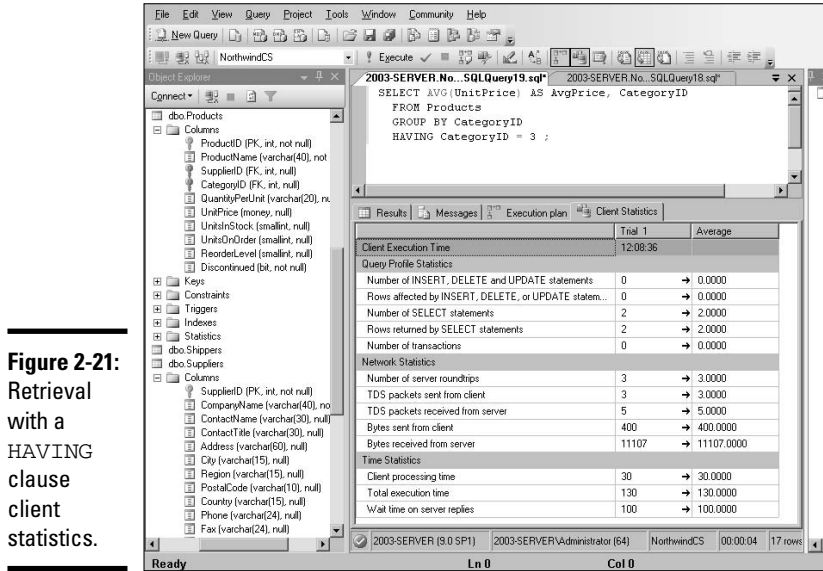 File Edit View Query Project Tools Window Community Help
New Query
NorthwindCS Execute
Object Explorer
Connect
dbo.Products
Columns
ProductID (PK, int, not null)
ProductName (varchar(40), not
SupplierID (FK, int, null)
CategoryID (FK, int, null)
QuantityPerUnit (varchar(20), nu
UnitPrice (money, null)
UnitsInStock (smallint, null)
UnitsOnOrder (smallint, null)
ReorderLevel (smallint, null)
Discontinued (bit, not null)
Keys
Constraints
Triggers
Indexes
Statistics
dbo.Shippers
dbo.Suppliers
Columns
SupplierID (PK, int, not null)
CompanyName (varchar(40), no
ContactName (varchar(30), null)
ContactTitle (varchar(30), null)
Address (varchar(60), null)
City (varchar(15), null)
Region (varchar(15), null)
PostalCode (varchar(10), null)
Country (varchar(15), null)
Phone (varchar(24), null)
Fax (varchar(24), null)
2003-SERVER.No...SQLQuery19.sql* 2003-SERVER.No...SQLQuery18.sql*
SELECT AVG(UnitPrice) AS AvgPrice, CategoryID
FROM Products
GROUP BY CategoryID
HAVING CategoryID = 3 ;
Results Messages Execution plan Client Statistics
Trial 1 Average
Client Execution Time 12:08:36
Query Profile Statistics
Number of INSERT, DELETE and UPDATE statements 0 → 0.0000
Rows affected by INSERT, DELETE, or UPDATE statem... 0 → 0.0000
Number of SELECT statements 2 → 2.0000
Rows returned by SELECT statements 2 → 2.0000
Number of transactions 0 → 0.0000
Network Statistics
Number of server roundtrips 3 → 3.0000
TDS packets sent from client 3 → 3.0000
TDS packets received from server 5 → 5.0000
Bytes sent from client 400 → 400.0000
Bytes received from server 11107 → 11107.0000
Time Statistics
Client processing time 30 → 30.0000
Total execution time 130 → 130.0000
Wait time on server replies 100 → 100.0000
2003-SERVER (9.0 SP1) 2003-SERVER\Administrator (64) NorthwindCS 00:00:04 17 rows
Ready Ln 0 Col 0
Figure 2-21:
Retrieval
with a
HAVING
clause
client
statistics.